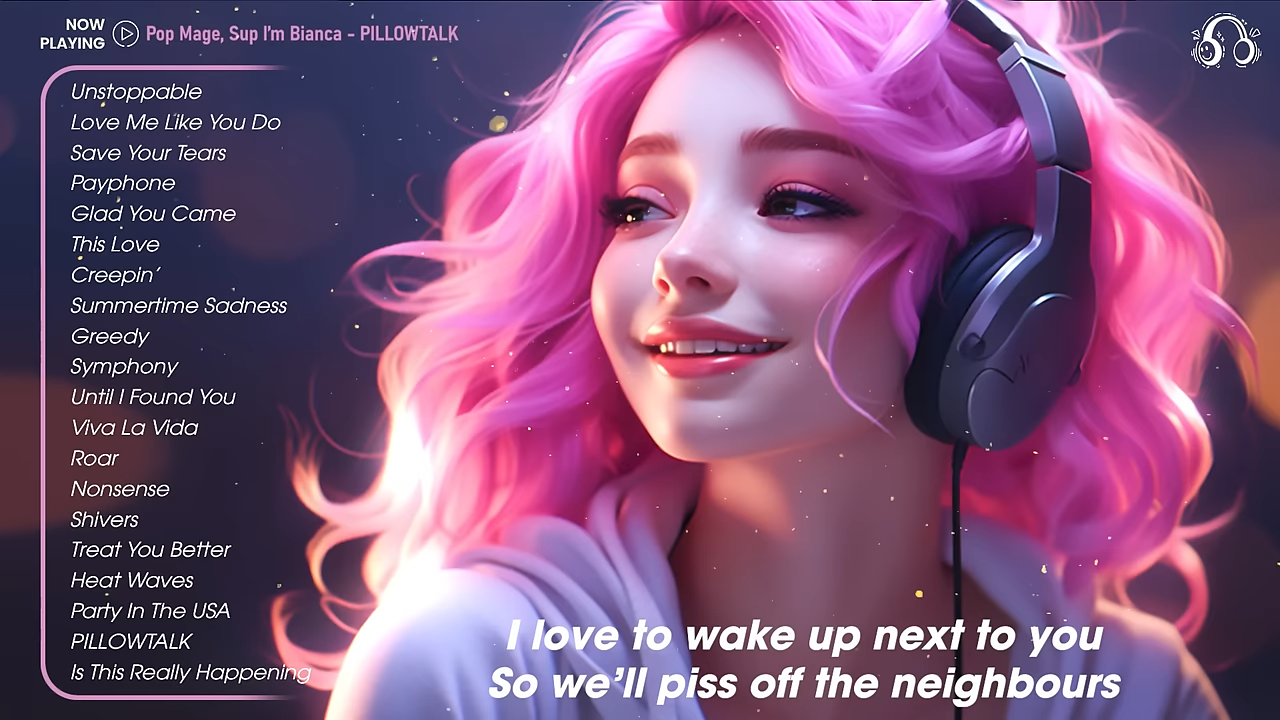 NOW
PLAYING
Pop Mage, Sup I'm Bianca - PILLOWTALK
Unstoppable
Love Me Like You Do
Save Your Tears
Payphone
Glad You Came
This Love
Creepin'
Summertime Sadness
Greedy
Symphony
Until I Found You
Viva La Vida
Roar
Nonsense
Shivers
Treat You Better
Heat Waves
Party In The USA
PILLOWTALK
Is This Really Happening
I love to wake up next to you
So we'll piss off the neighbours